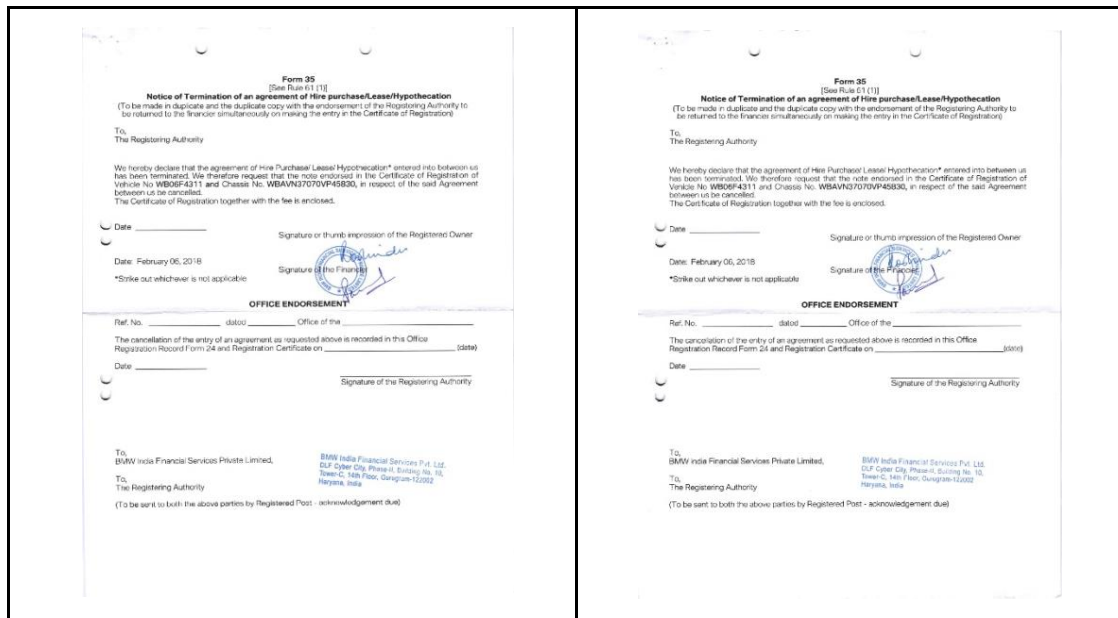 Form 35
[See Rule 61 (1)]
Notice of Termination of an agreement of Hire purchase/Lease/Hypothecation
(To be made in duplicate and the duplicate copy with the endorsement of the Registering Authority to
be returned to the financier simultaneously on making the entry in the Certificate of Registration)
To,
The Registering Authority
We hereby declare that the agreement of Hire Purchase/ Lease/ Hypothecation* entered into between us
has been terminated. We therefore request that the note endorsed in the Certificate of Registration of
Vehicle No WB06F4311 and Chassis No. WBAVN37070VP45830, in respect of the said Agreement
between us be cancelled.
The Certificate of Registration together with the fee is enclosed.
Date
Signature or thumb impression of the Registered Owner
Date: February 06, 2018
Signature of the Financier
*Strike out whichever is not applicable
OFFICE ENDORSEMENT
Ref. No. dated Office of the
The cancellation of the entry of an agreement as requested above is recorded in this Office
Registration Record Form 24 and Registration Certificate on (date)
Date
Signature of the Registering Authority
To,
BMW India Financial Services Private Limited,
To,
The Registering Authority
BMW India Financial Services Pvt. Ltd.
DLF Cyber City, Phase-II, Building No. 10,
Tower-C, 14th Floor, Gurugram-122002
Haryana, India
(To be sent to both the above parties by Registered Post - acknowledgement due)
Form 35
[See Rule 61 (1)]
Notice of Termination of an agreement of Hire purchase/Lease/Hypothecation
(To be made in duplicate and the duplicate copy with the endorsement of the Registering Authority to
be returned to the financier simultaneously on making the entry in the Certificate of Registration)
To,
The Registering Authority
We hereby declare that the agreement of Hire Purchase/ Lease/ Hypothecation* entered into between us
has been terminated. We therefore request that the note endorsed in the Certificate of Registration of
Vehicle No WB06F4311 and Chassis No. WBAVN37070VP45830, in respect of the said Agreement
between us be cancelled.
The Certificate of Registration together with the fee is enclosed.
Date
Signature or thumb impression of the Registered Owner
Date: February 06, 2018
Signature of the Financier
*Strike out whichever is not applicable
OFFICE ENDORSEMENT
Ref. No. dated Office of the
The cancellation of the entry of an agreement as requested above is recorded in this Office
Registration Record Form 24 and Registration Certificate on (date)
Date
Signature of the Registering Authority
To,
BMW India Financial Services Private Limited,
To,
The Registering Authority
BMW India Financial Services Pvt. Ltd.
DLF Cyber City, Phase-II, Building No. 10,
Tower-C, 14th Floor, Gurugram-122002
Haryana, India
(To be sent to both the above parties by Registered Post - acknowledgement due)